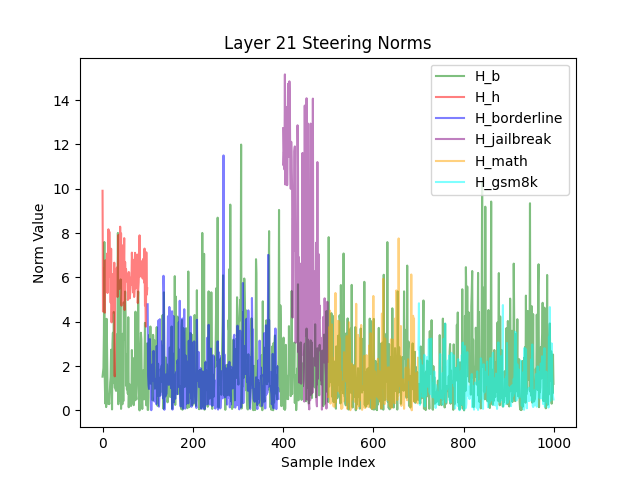 Layer 21 Steering Norms
H_b
H_h
H_borderline
H_jailbreak
H_math
H_gsm8k
Norm Value
14
12
10
8
6
4
2
0
0 200 400 600 800 1000
Sample Index